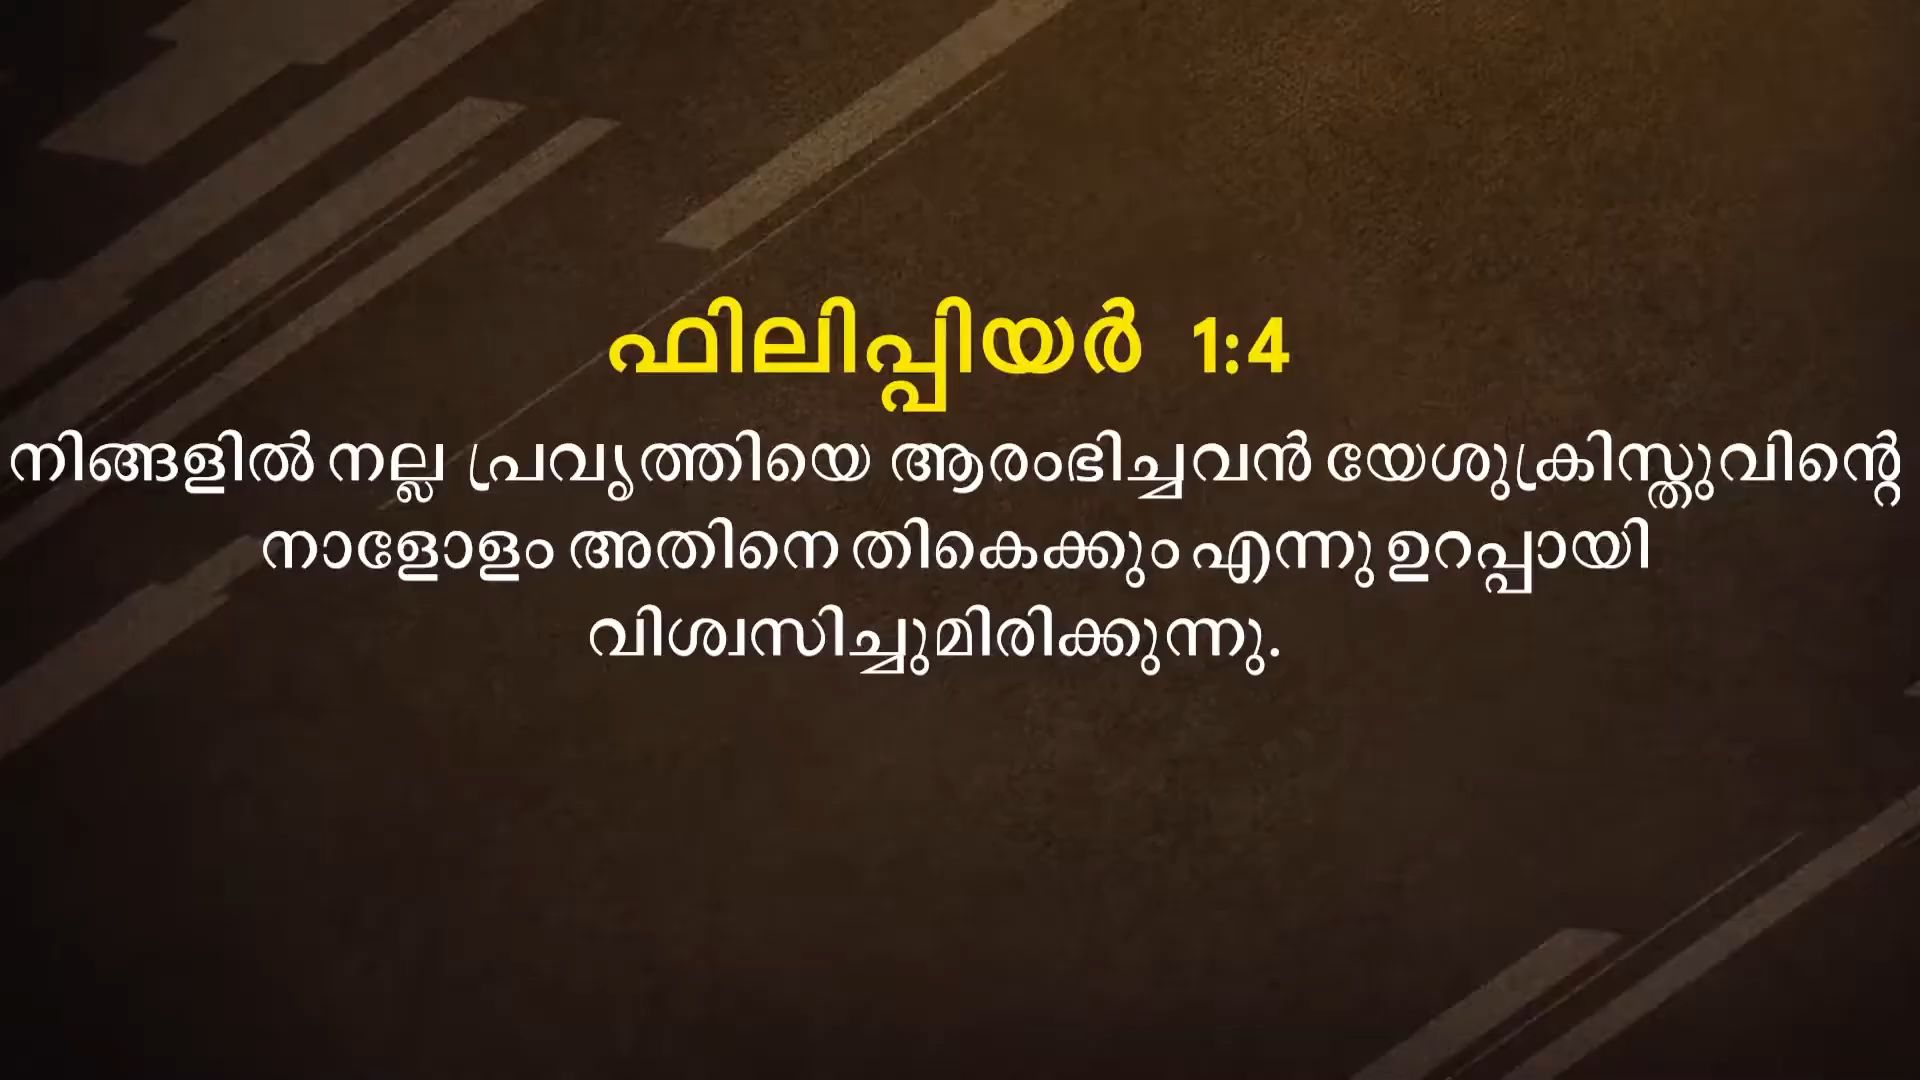 ഫിലിപ്പിയർ 1:4
നിങ്ങളിൽ നല്ല പ്രവൃത്തിയെ ആരംഭിച്ചവൻ യേശുക്രിസ്തുവിന്റെ
നാളോളം അതിനെ തികെക്കും എന്നു ഉറപ്പായി
വിശ്വസിച്ചുമിരിക്കുന്നു.